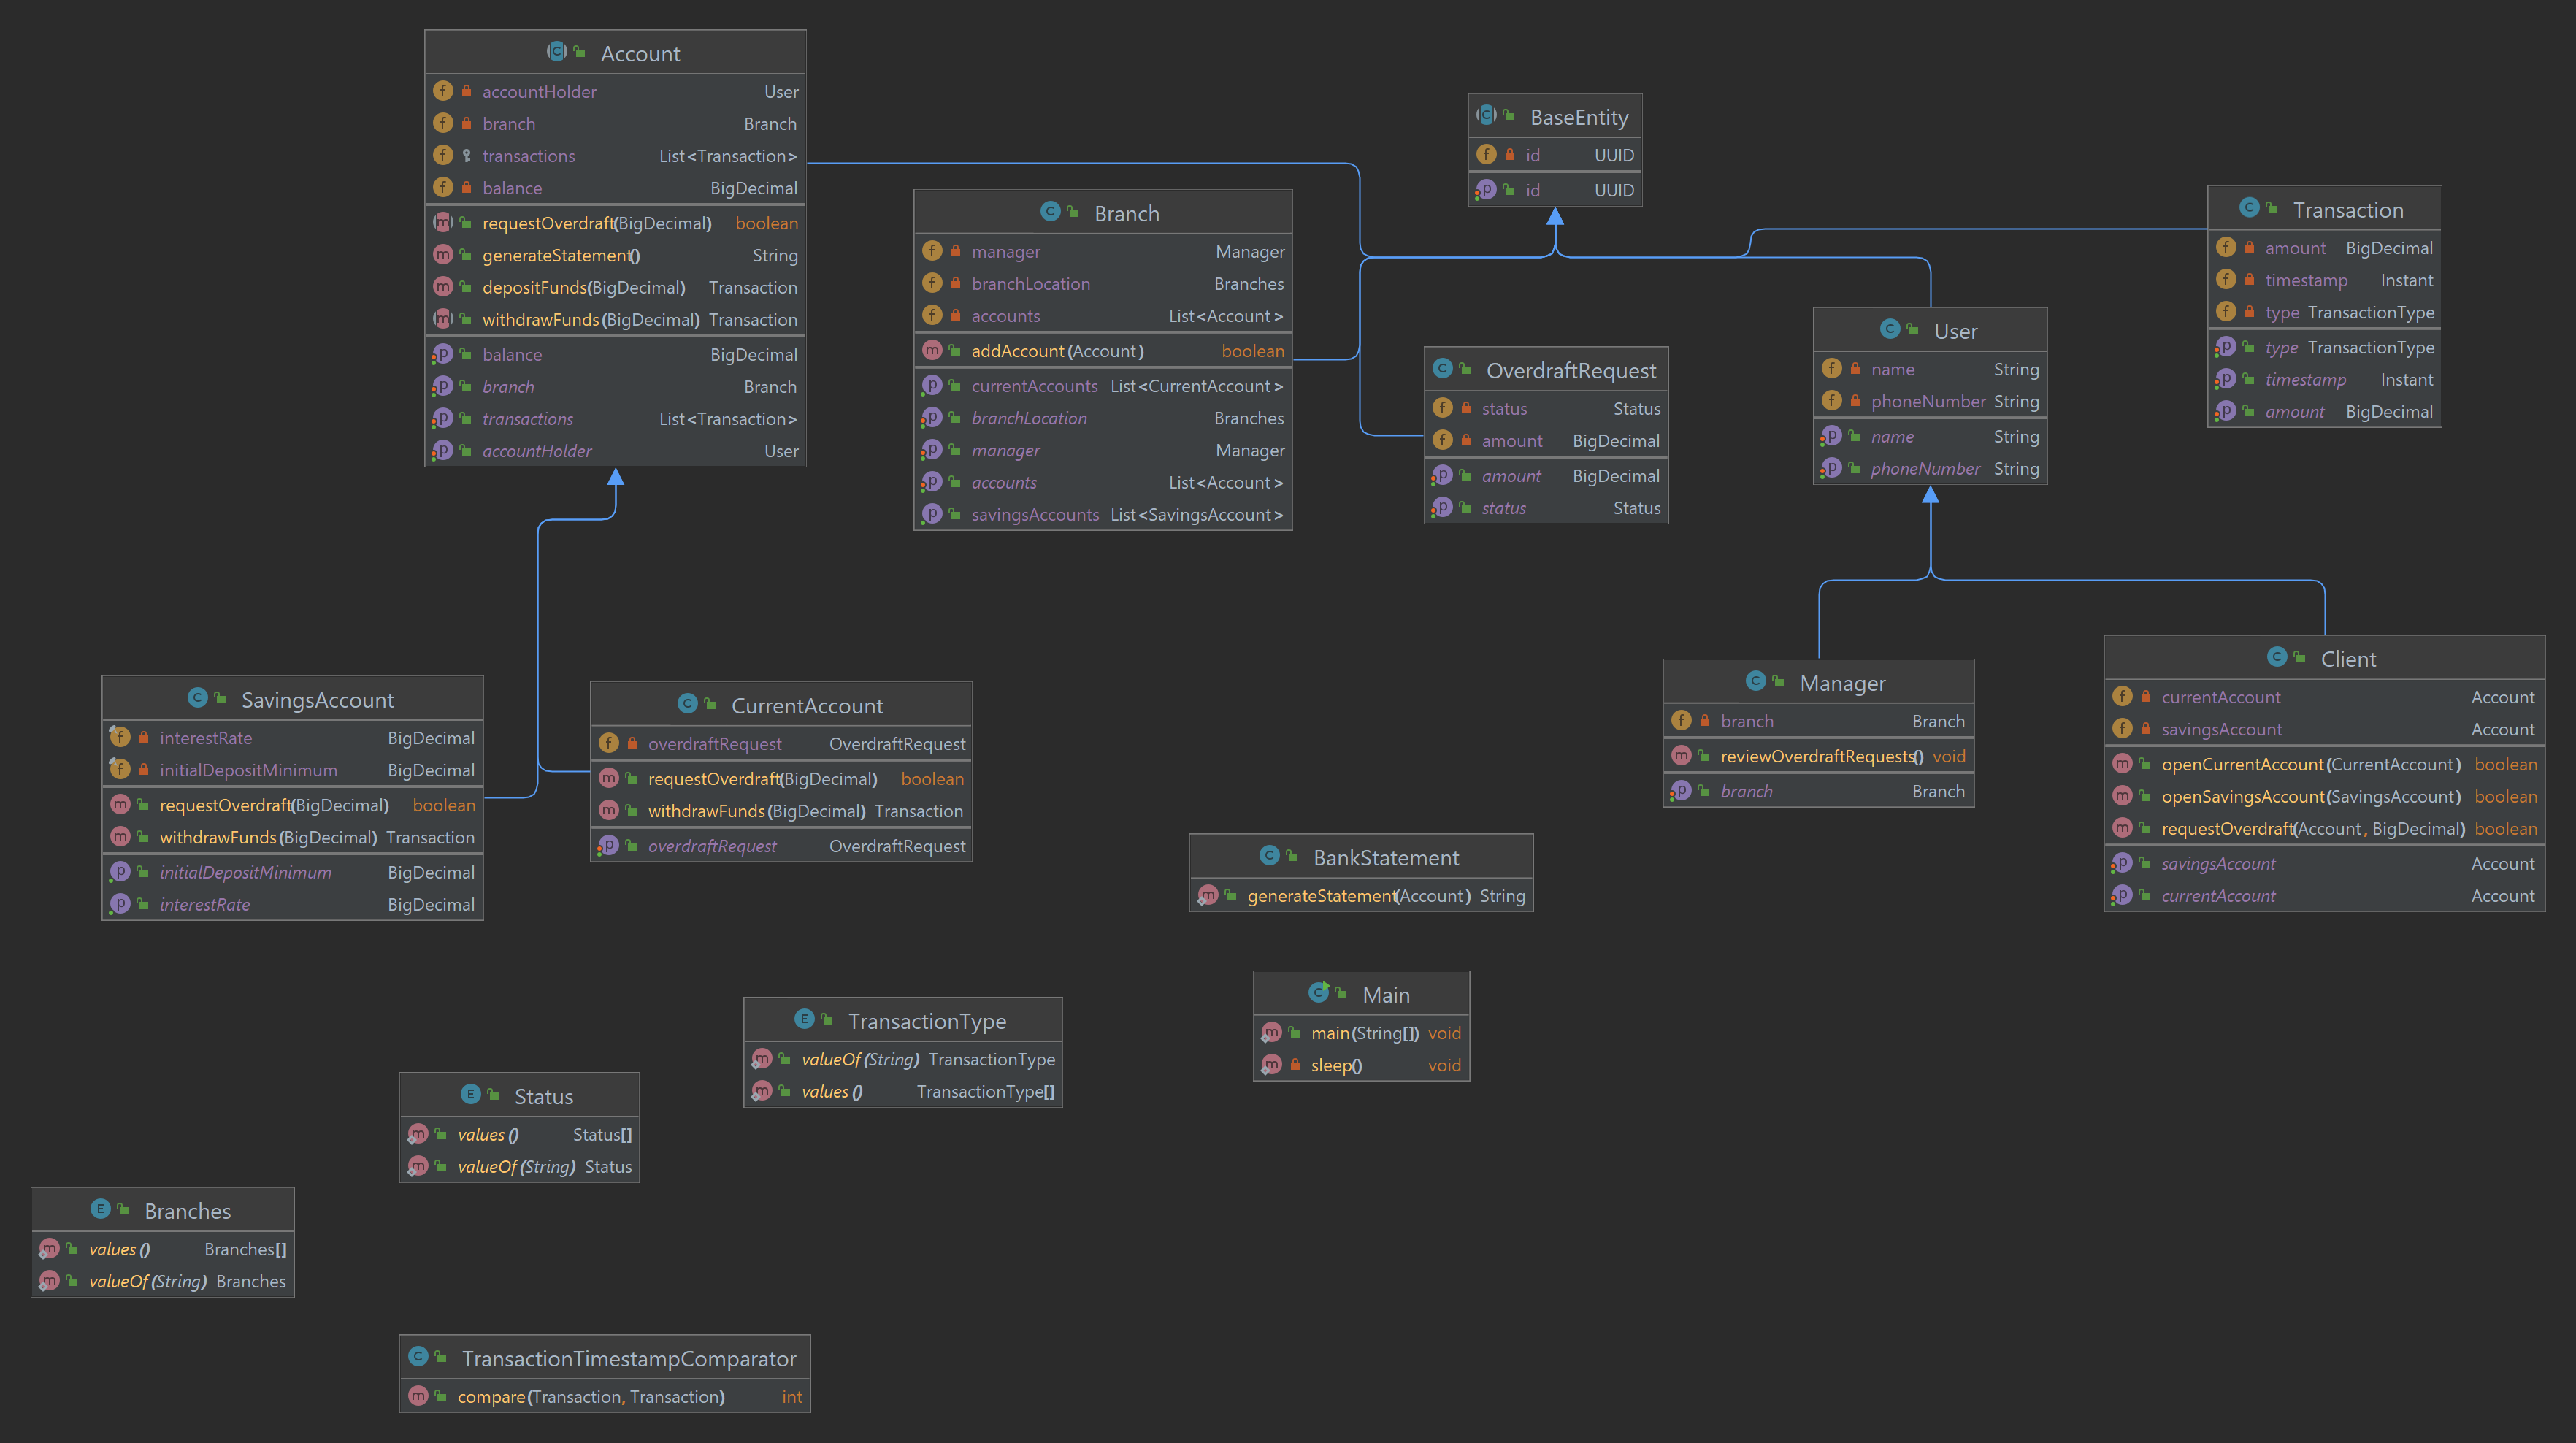 Account
accountHolder User
branch Branch
transactions List<Transaction>
balance BigDecimal
requestOverdraft(BigDecimal) boolean
generateStatement() String
depositFunds(BigDecimal) Transaction
withdrawFunds(BigDecimal) Transaction
balance BigDecimal
branch Branch
transactions List<Transaction>
accountHolder User
Branch
manager Manager
branchLocation Branches
accounts List<Account>
addAccount(Account) boolean
currentAccounts List<CurrentAccount>
branchLocation Branches
manager Manager
accounts List<Account>
savingsAccounts List<SavingsAccount>
BaseEntity
id UUID
id UUID
OverdraftRequest
status Status
amount BigDecimal
amount BigDecimal
status Status
User
name String
phoneNumber String
name String
phoneNumber String
Transaction
amount BigDecimal
timestamp Instant
type TransactionType
type TransactionType
timestamp Instant
amount BigDecimal
SavingsAccount
interestRate BigDecimal
initialDepositMinimum BigDecimal
requestOverdraft(BigDecimal) boolean
withdrawFunds(BigDecimal) Transaction
initialDepositMinimum BigDecimal
interestRate BigDecimal
CurrentAccount
overdraftRequest OverdraftRequest
requestOverdraft(BigDecimal) boolean
withdrawFunds(BigDecimal) Transaction
overdraftRequest OverdraftRequest
Manager
branch Branch
reviewOverdraftRequests() void
branch Branch
Client
currentAccount Account
savingsAccount Account
openCurrentAccount(CurrentAccount) boolean
openSavingsAccount(SavingsAccount) boolean
requestOverdraft(Account, BigDecimal) boolean
savingsAccount Account
currentAccount Account
BankStatement
generateStatement(Account) String
Main
main(String[]) void
sleep() void
TransactionType
valueOf(String) TransactionType
values() TransactionType[]
Status
values() Status[]
valueOf(String) Status
Branches
values() Branches[]
valueOf(String) Branches
TransactionTimestampComparator
compare(Transaction, Transaction) int